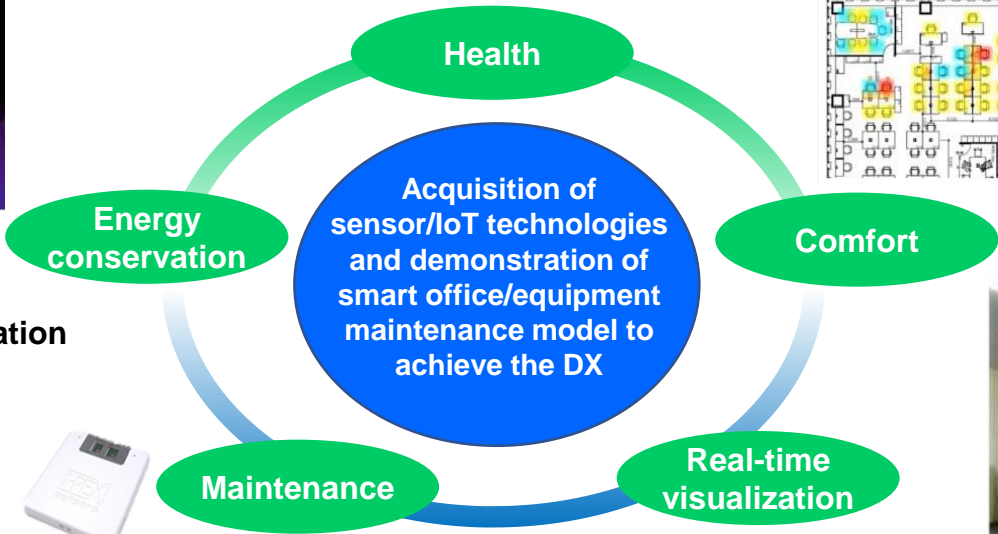 Health
Acquisition of
sensor/IoT technologies
and demonstration of
smart office/equipment
maintenance model to
achieve the DX
Energy
conservation
Comfort
ation
Maintenance
Real-time
visualization